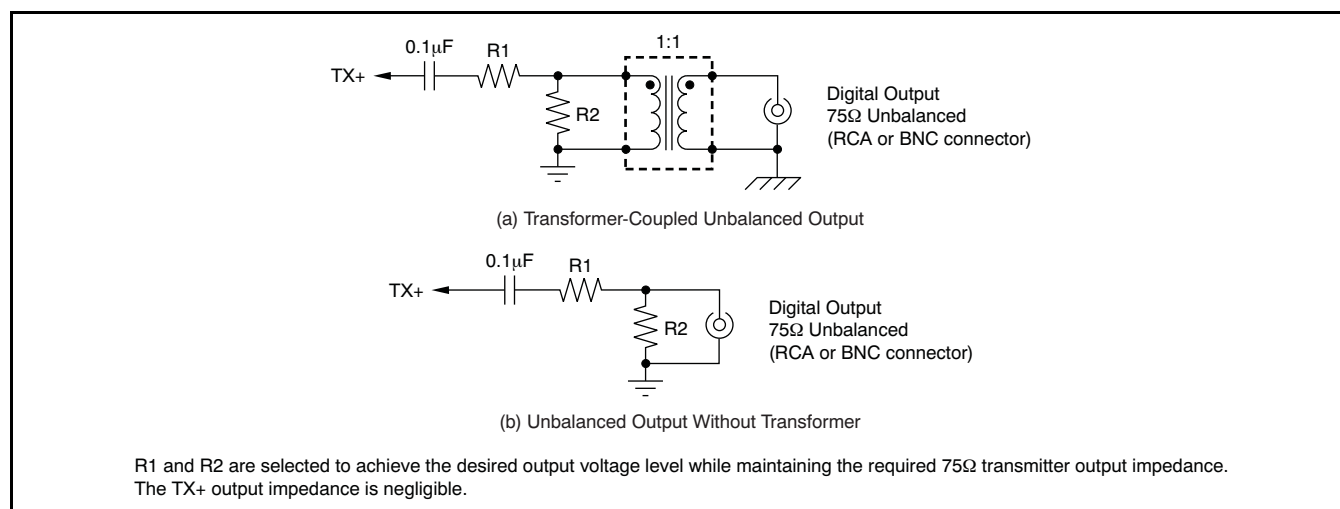 1:1
0.1μF
R1
TX+
R2
Digital Output
75Ω Unbalanced
(RCA or BNC connector)
(a) Transformer-Coupled Unbalanced Output
0.1μF
R1
TX+
R2
Digital Output
75Ω Unbalanced
(RCA or BNC connector)
(b) Unbalanced Output Without Transformer
R1 and R2 are selected to achieve the desired output voltage level while maintaining the required 75Ω transmitter output impedance.
The TX+ output impedance is negligible.